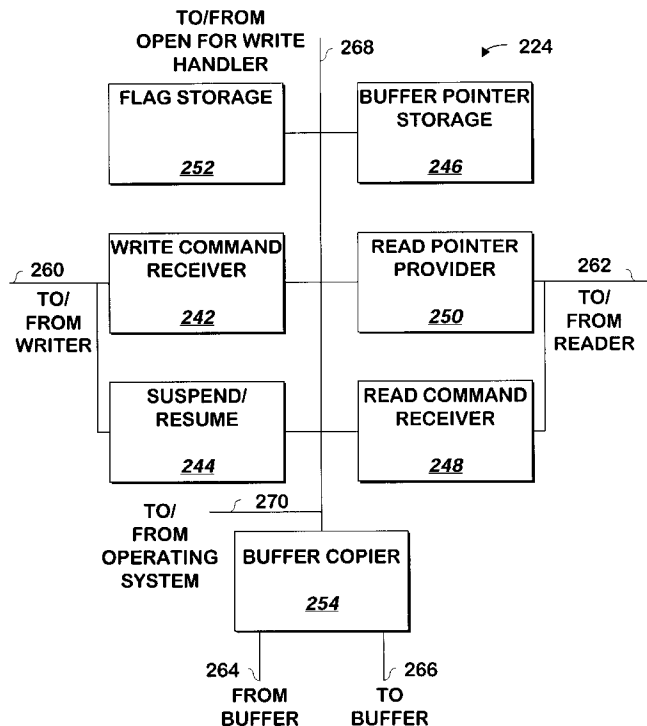 TO/FROM
OPEN FOR WRITE
HANDLER
268
224
FLAG STORAGE
252
BUFFER POINTER
STORAGE
246
260
TO/
FROM
WRITER
WRITE COMMAND
RECEIVER
242
READ POINTER
PROVIDER
250
262
TO/
FROM
READER
SUSPEND/
RESUME
244
READ COMMAND
RECEIVER
248
270
TO/
FROM
OPERATING
SYSTEM
BUFFER COPIER
254
264
FROM
BUFFER
266
TO
BUFFER